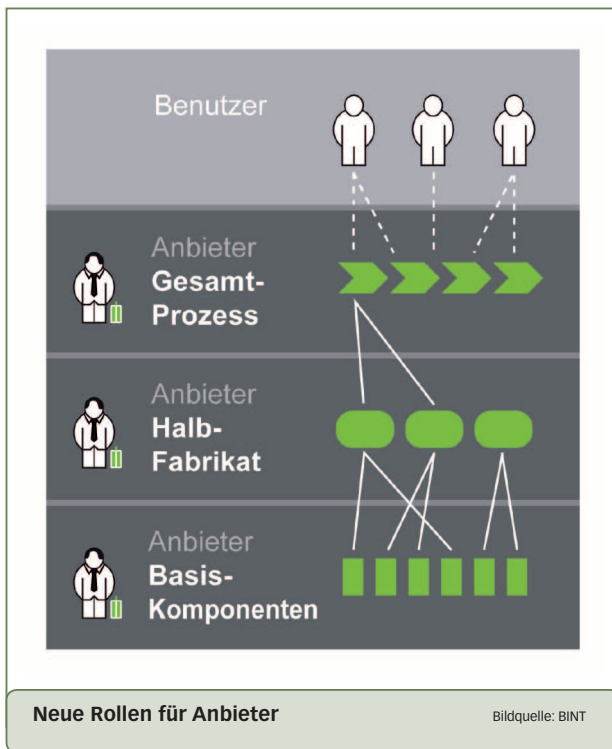 Benutzer
Anbieter
Gesamt-
Prozess
Anbieter
Halb-
Fabrikat
Anbieter
Basis-
Komponenten
Neue Rollen für Anbieter
Bildquelle: BINT